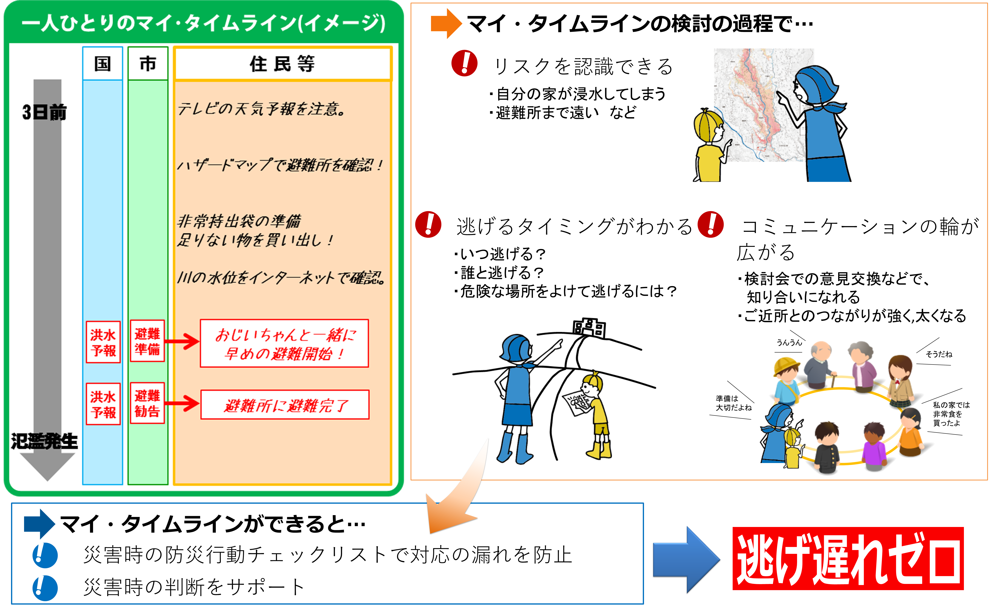 一人ひとりのマイ・タイムライン(イメージ)
国
市
住民等
3日前
テレビの天気予報を注意。
ハザードマップで避難所を確認！
非常持出袋の準備
足りない物を買い出し！
川の水位をインターネットで確認。
洪水
予報
避難
準備
おじいちゃんと一緒に
早めの避難開始！
洪水
予報
避難
勧告
避難所に避難完了
氾濫発生
マイ・タイムラインの検討の過程で…
リスクを認識できる
・自分の家が浸水してしまう
・避難所まで遠い　など
逃げるタイミングがわかる
・いつ逃げる？
・誰と逃げる？
・危険な場所をよけて逃げるには？
コミュニケーションの輪が
広がる
・検討会での意見交換などで、
知り合いになれる
・ご近所とのつながりが強く,太くなる
うんうん
そうだね
準備は
大切だよね
私の家では
非常食を
買ったよ
マイ・タイムラインができると…
災害時の防災行動チェックリストで対応の漏れを防止
災害時の判断をサポート
逃げ遅れゼロ